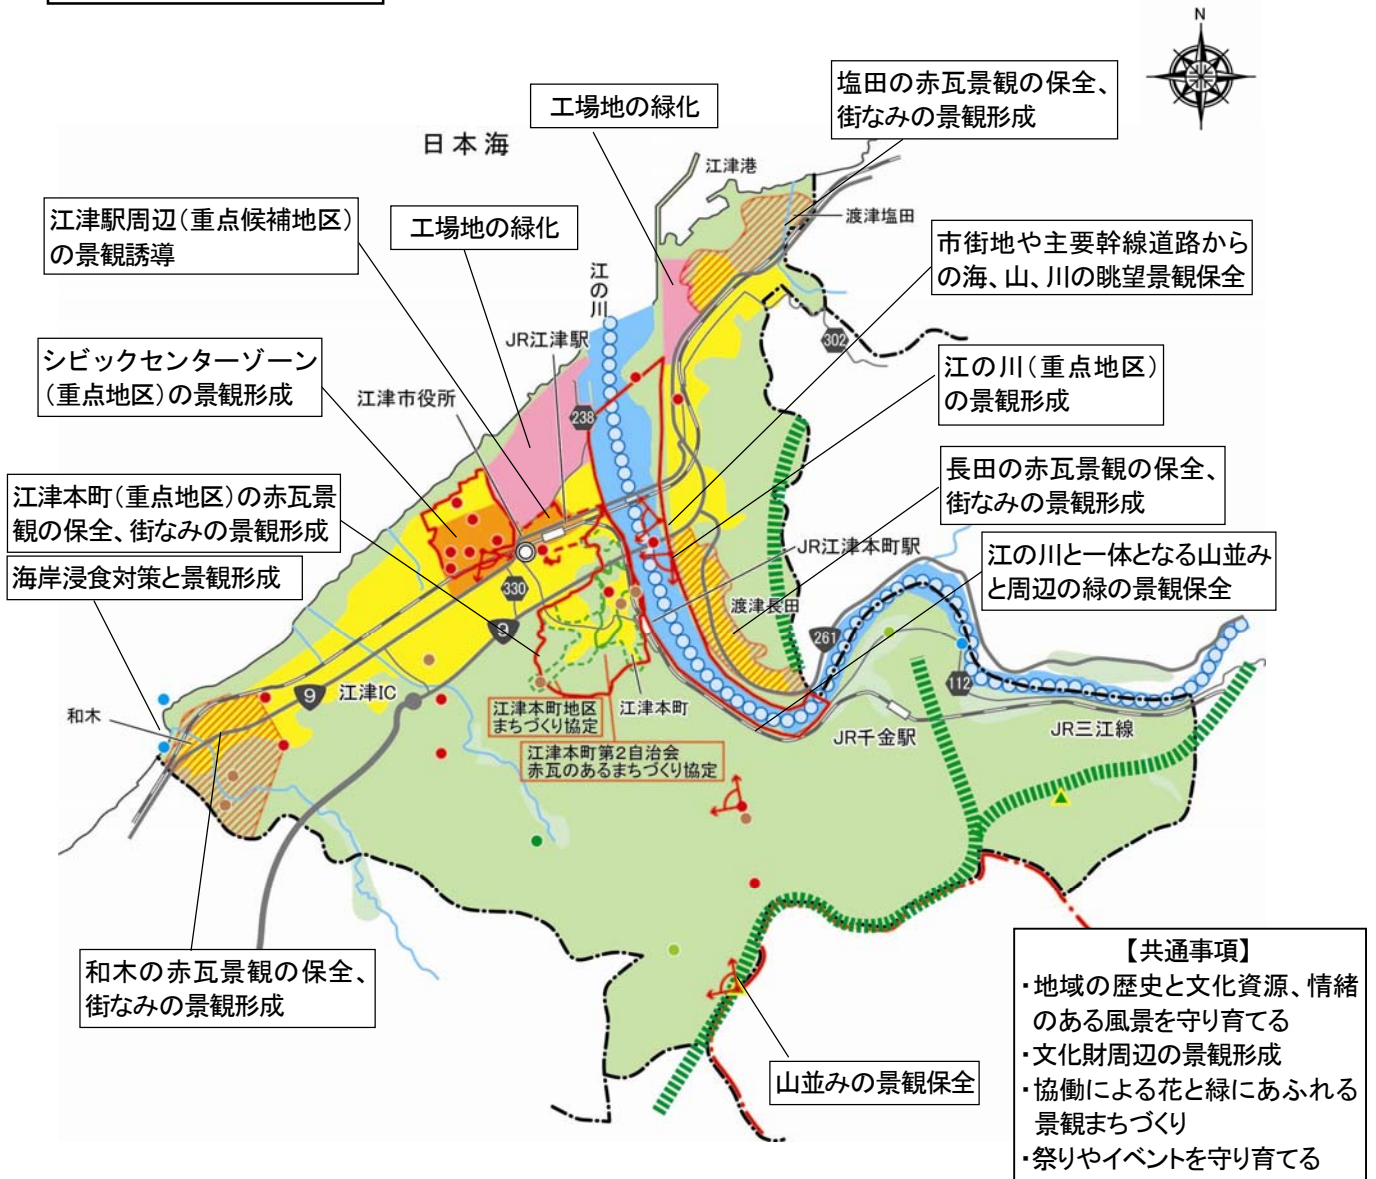 N
塩田の赤瓦景観の保全、
街なみの景観形成
工場地の緑化
日本海
江津港
渡津塩田
江津駅周辺(重点候補地区)
の景観誘導
工場地の緑化
江の川
市街地や主要幹線道路から
の海、山、川の眺望景観保全
JR江津駅
302
シビックセンターゾーン
(重点地区)の景観形成
江の川(重点地区)
の景観形成
江津市役所
238
長田の赤瓦景観の保全、
街なみの景観形成
江津本町(重点地区)の赤瓦景
観の保全、街なみの景観形成
JR江津本町駅
江の川と一体となる山並み
と周辺の緑の景観保全
海岸浸食対策と景観形成
330
渡津長田
9
261
112
9
江津IC
和木
江津本町地区
まちづくり協定
江津本町
JR千金駅
JR三江線
江津本町第2自治会
赤瓦のあるまちづくり協定
和木の赤瓦景観の保全、
街なみの景観形成
山並みの景観保全
【共通事項】
・地域の歴史と文化資源、情緒
のある風景を守り育てる
・文化財周辺の景観形成
・協働による花と緑にあふれる
景観まちづくり
・祭りやイベントを守り育てる